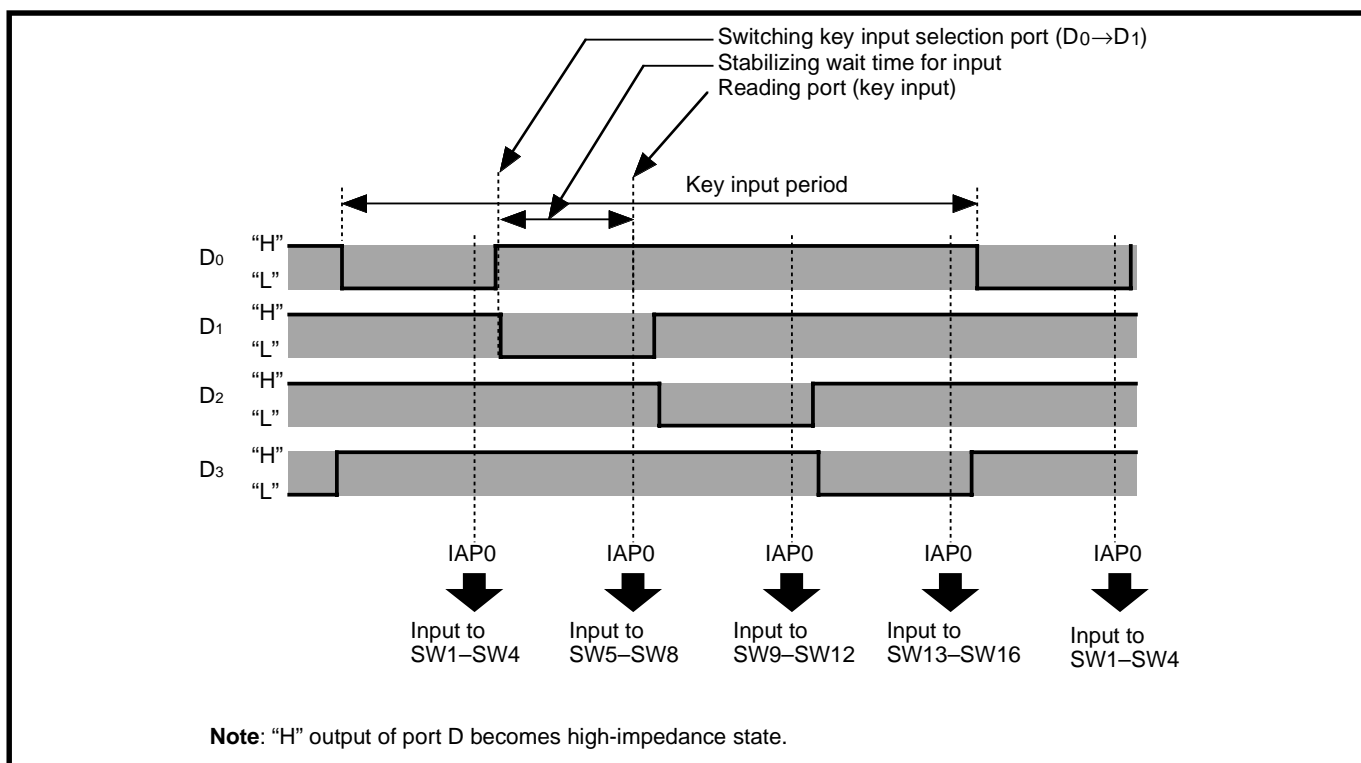 Switching key input selection port (D0→D1)
Stabilizing wait time for input
Reading port (key input)
Key input period
D0 “H”
“L”
D1 “H”
“L”
D2 “H”
“L”
D3 “H”
“L”
IAP0 IAP0 IAP0 IAP0 IAP0
Input to SW1–SW4
Input to SW5–SW8
Input to SW9–SW12
Input to SW13–SW16
Input to SW1–SW4
Note: “H” output of port D becomes high-impedance state.